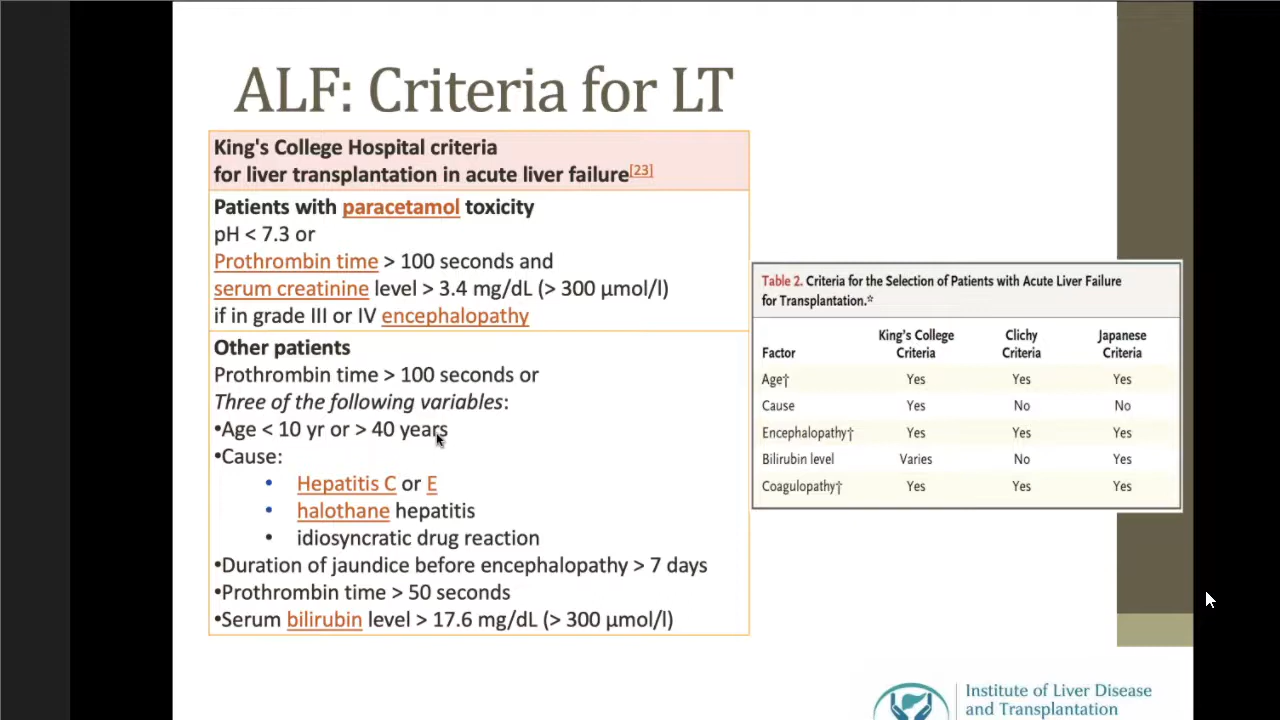 ALF: Criteria for LT
King's College Hospital criteria
for liver transplantation in acute liver failure[23]
Patients with paracetamol toxicity
pH < 7.3 or
Prothrombin time > 100 seconds and
serum creatinine level > 3.4 mg/dL (> 300 μmol/l)
if in grade III or IV encephalopathy
Other patients
Prothrombin time > 100 seconds or
Three of the following variables:
•Age < 10 yr or > 40 years
•Cause:
• Hepatitis C or E
• halothane hepatitis
• idiosyncratic drug reaction
•Duration of jaundice before encephalopathy > 7 days
•Prothrombin time > 50 seconds
•Serum bilirubin level > 17.6 mg/dL (> 300 μmol/l)
Table 2. Criteria for the Selection of Patients with Acute Liver Failure
for Transplantation.*
Factor King's College Criteria Clichy Criteria Japanese Criteria
Age† Yes Yes Yes
Cause Yes No No
Encephalopathy† Yes Yes Yes
Bilirubin level Varies No Yes
Coagulopathy† Yes Yes Yes
Institute of Liver Disease
and Transplantation